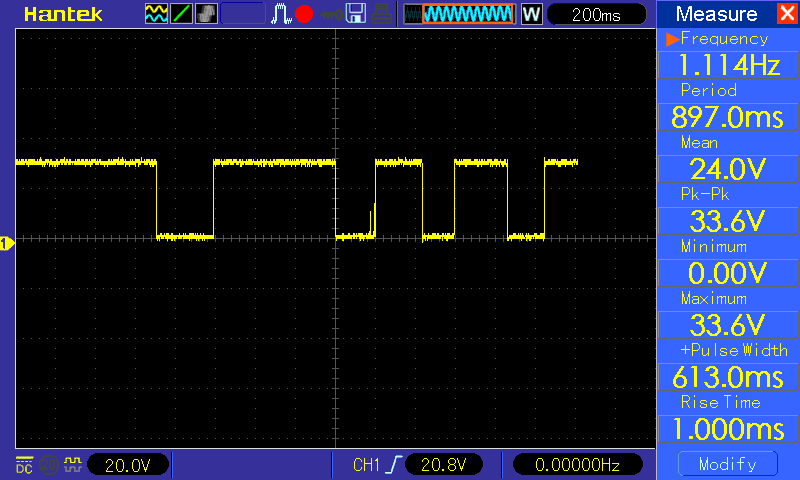 Hantek W 200ms Measure
Frequency
1.114Hz
Period
897.0ms
Mean
24.0V
Pk-Pk
33.6V
Minimum
0.00V
Maximum
33.6V
+Pulse Width
613.0ms
Rise Time
1.000ms
Modify
1
DC 20.0V CH1 20.8V 0.00000Hz